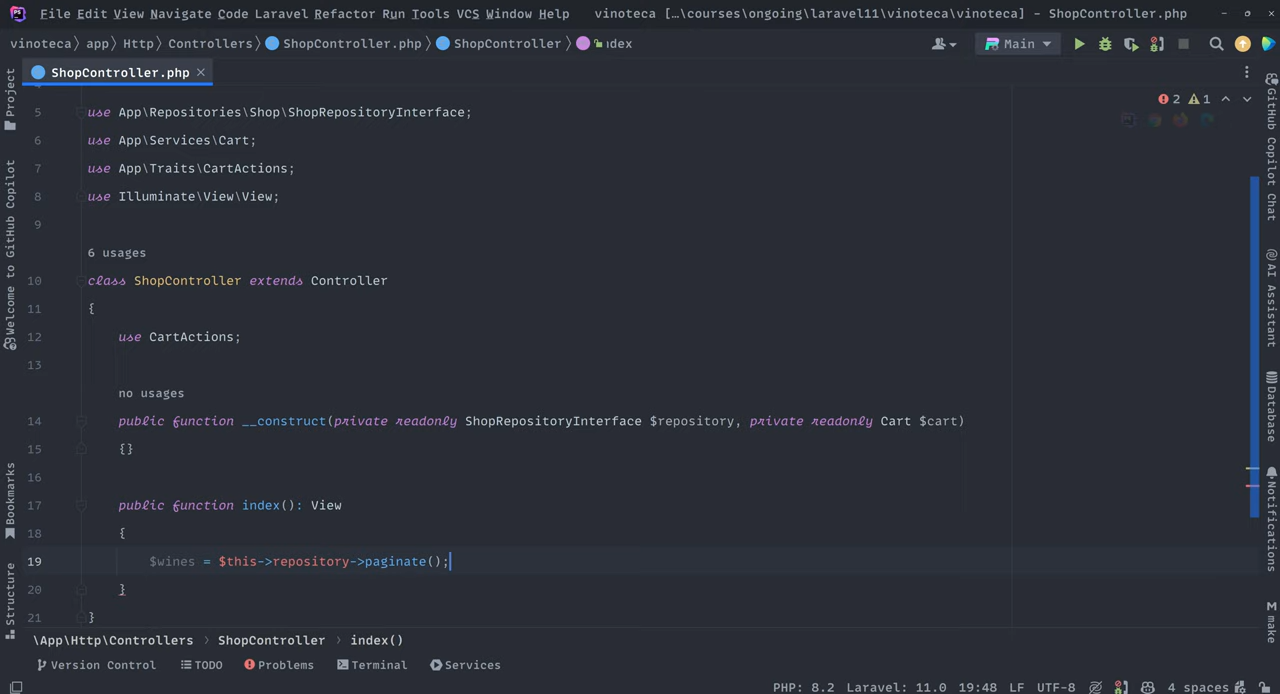 File Edit View Navigate Code Laravel Refactor Run Tools VCS Window Help vinoteca […\courses\ongoing\laravel11\vinoteca\vinoteca] - ShopController.php
vinoteca app Http Controllers ShopController.php ShopController index Main
ShopController.php
Project
Welcome to GitHub Copilot
Bookmarks
Structure
2 1
5 use App\Repositories\Shop\ShopRepositoryInterface;
6 use App\Services\Cart;
7 use App\Traits\CartActions;
8 use Illuminate\View\View;
9
6 usages
10 class ShopController extends Controller
11 {
12 use CartActions;
13
no usages
14 public function __construct(private readonly ShopRepositoryInterface $repository, private readonly Cart $cart)
15 {}
16
17 public function index(): View
18 {
19 $wines = $this->repository->paginate();
20 }
21 }
GitHub Copilot Chat
AI Assistant
Database
Notifications
M make
\App\Http\Controllers › ShopController › index()
Version Control TODO Problems Terminal Services
PHP: 8.2 Laravel: 11.0 19:48 LF UTF-8 4 spaces